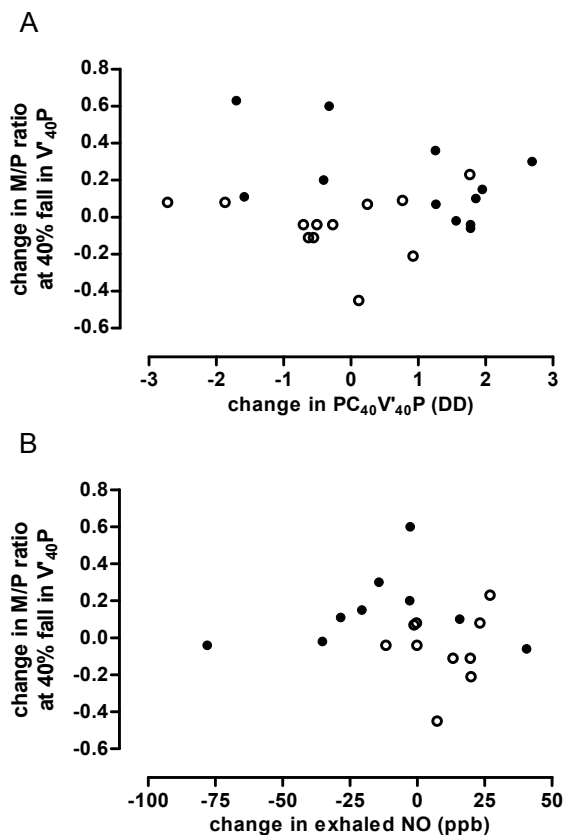 A
change in M/P ratio
at 40% fall in V'₄₀P
0.8
0.6
0.4
0.2
0.0
-0.2
-0.4
-0.6
-3 -2 -1 0 1 2 3
change in PC₄₀V'₄₀P (DD)
B
change in M/P ratio
at 40% fall in V'₄₀P
0.8
0.6
0.4
0.2
0.0
-0.2
-0.4
-0.6
-100 -75 -50 -25 0 25 50
change in exhaled NO (ppb)